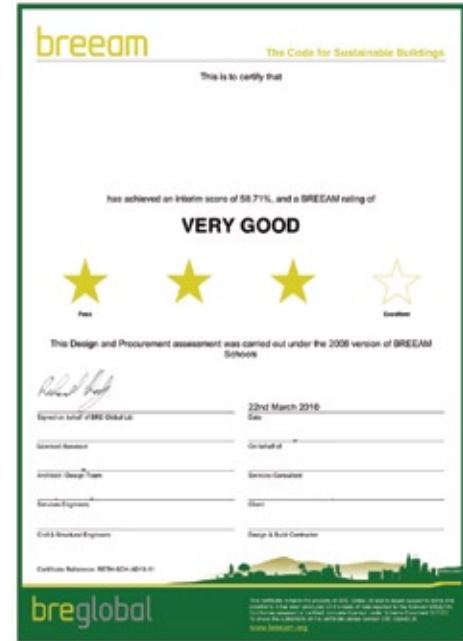 breeam
The Code for Sustainable Buildings
This is to certify that
has achieved an interim score of 58.71%, and a BREEAM rating of
VERY GOOD
Pass
Excellent
This Design and Procurement assessment was carried out under the 2006 version of BREEAM
Schools
Signed on behalf of BRE Global Ltd
22nd March 2010
Date
Licensed Assessor
On behalf of
Architect / Design Team
Services Consultant
Services Engineers
Client
Civil & Structural Engineers
Design & Build Contractor
Certificate Reference:
breglobal
www.breeam.org